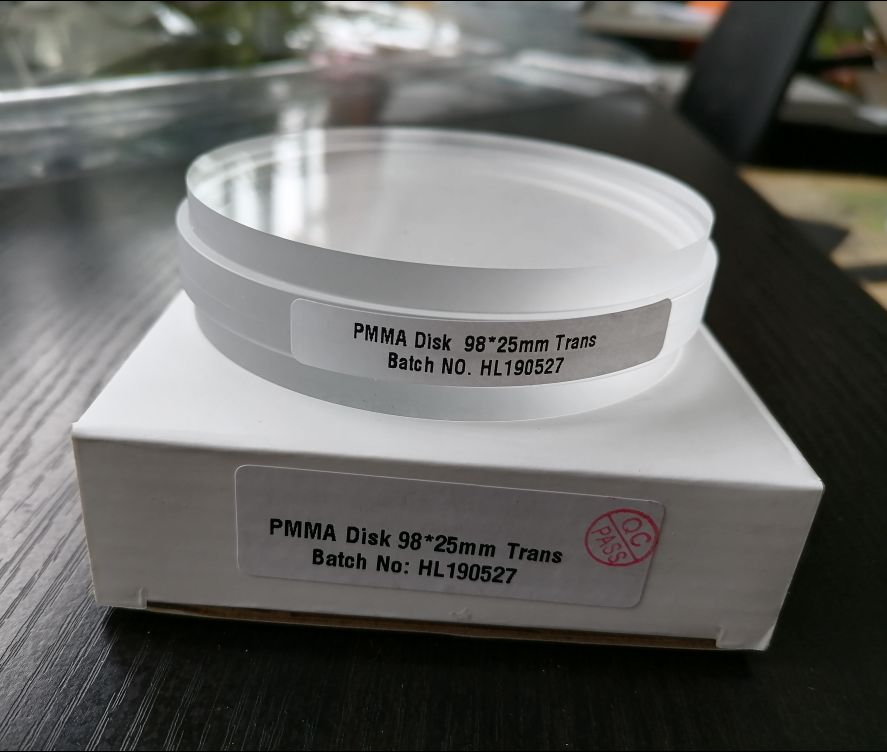 PMMA Disk 98*25mm Trans
Batch NO. HL190527
PMMA Disk 98*25mm Trans
Batch No: HL190527
QC
PASS